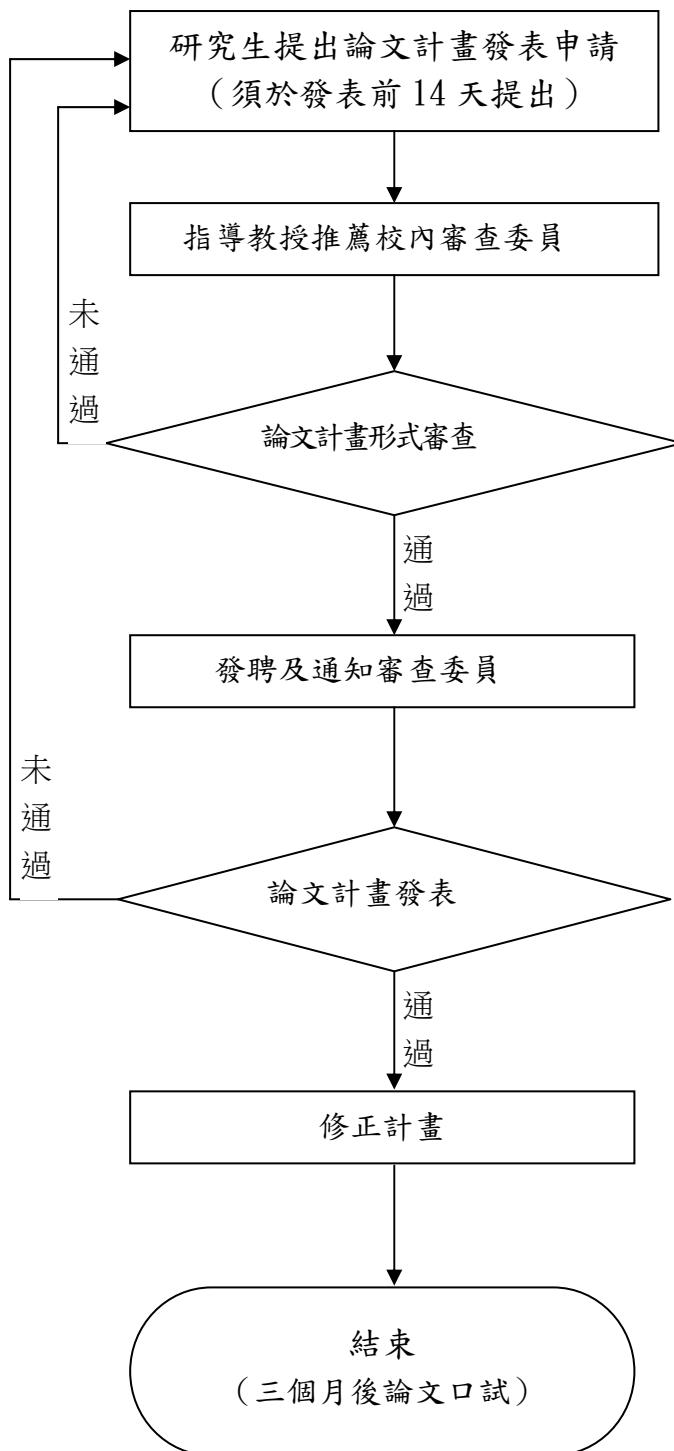 研究生提出論文計畫發表申請
（須於發表前 14 天提出）
指導教授推薦校內審查委員
未通過
論文計畫形式審查
通過
發聘及通知審查委員
未通過
論文計畫發表
通過
修正計畫
結束
（三個月後論文口試）